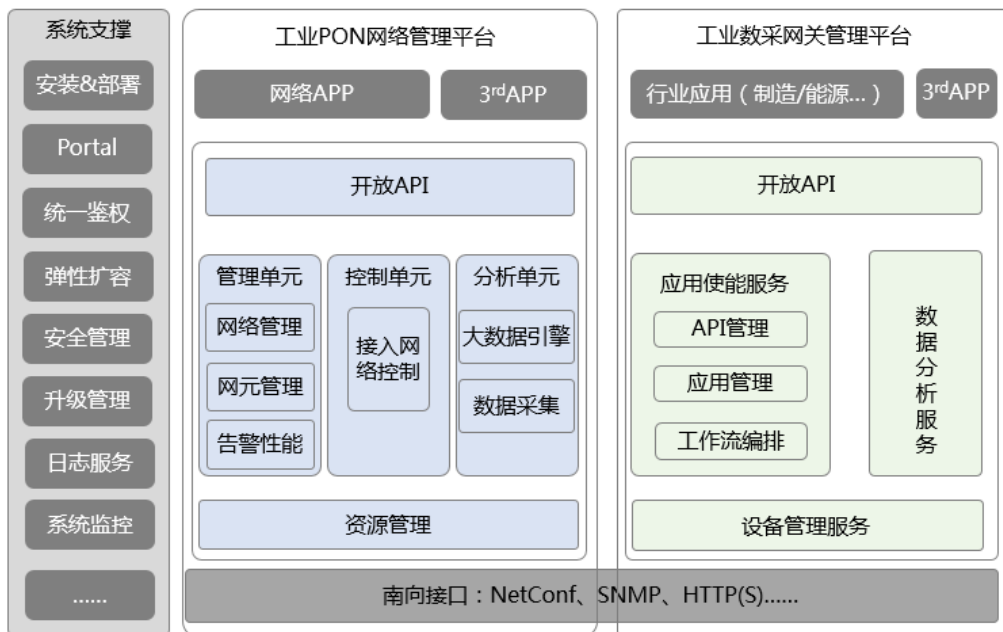 系统支撑
安装&部署
Portal
统一鉴权
弹性扩容
安全管理
升级管理
日志服务
系统监控
......
工业PON网络管理平台
网络APP
3rdAPP
开放API
管理单元
网络管理
网元管理
告警性能
控制单元
接入网
络控制
分析单元
大数据引擎
数据采集
资源管理
工业数采网关管理平台
行业应用（制造/能源...）
3rdAPP
开放API
应用使能服务
API管理
应用管理
工作流编排
数
据
分
析
服
务
设备管理服务
南向接口：NetConf、SNMP、HTTP(S)......